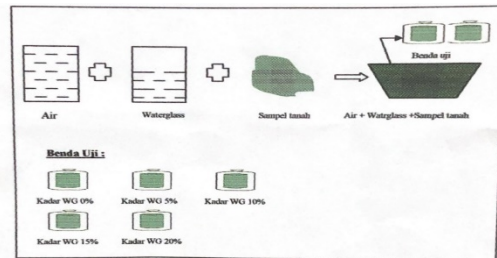 Benda uji
Air
Waterglass
Sampel tanah
Air + Watrglass +Sampel tanah
Benda Uji :
Kadar WG 0%
Kadar WG 5%
Kadar WG 10%
Kadar WG 15%
Kadar WG 20%